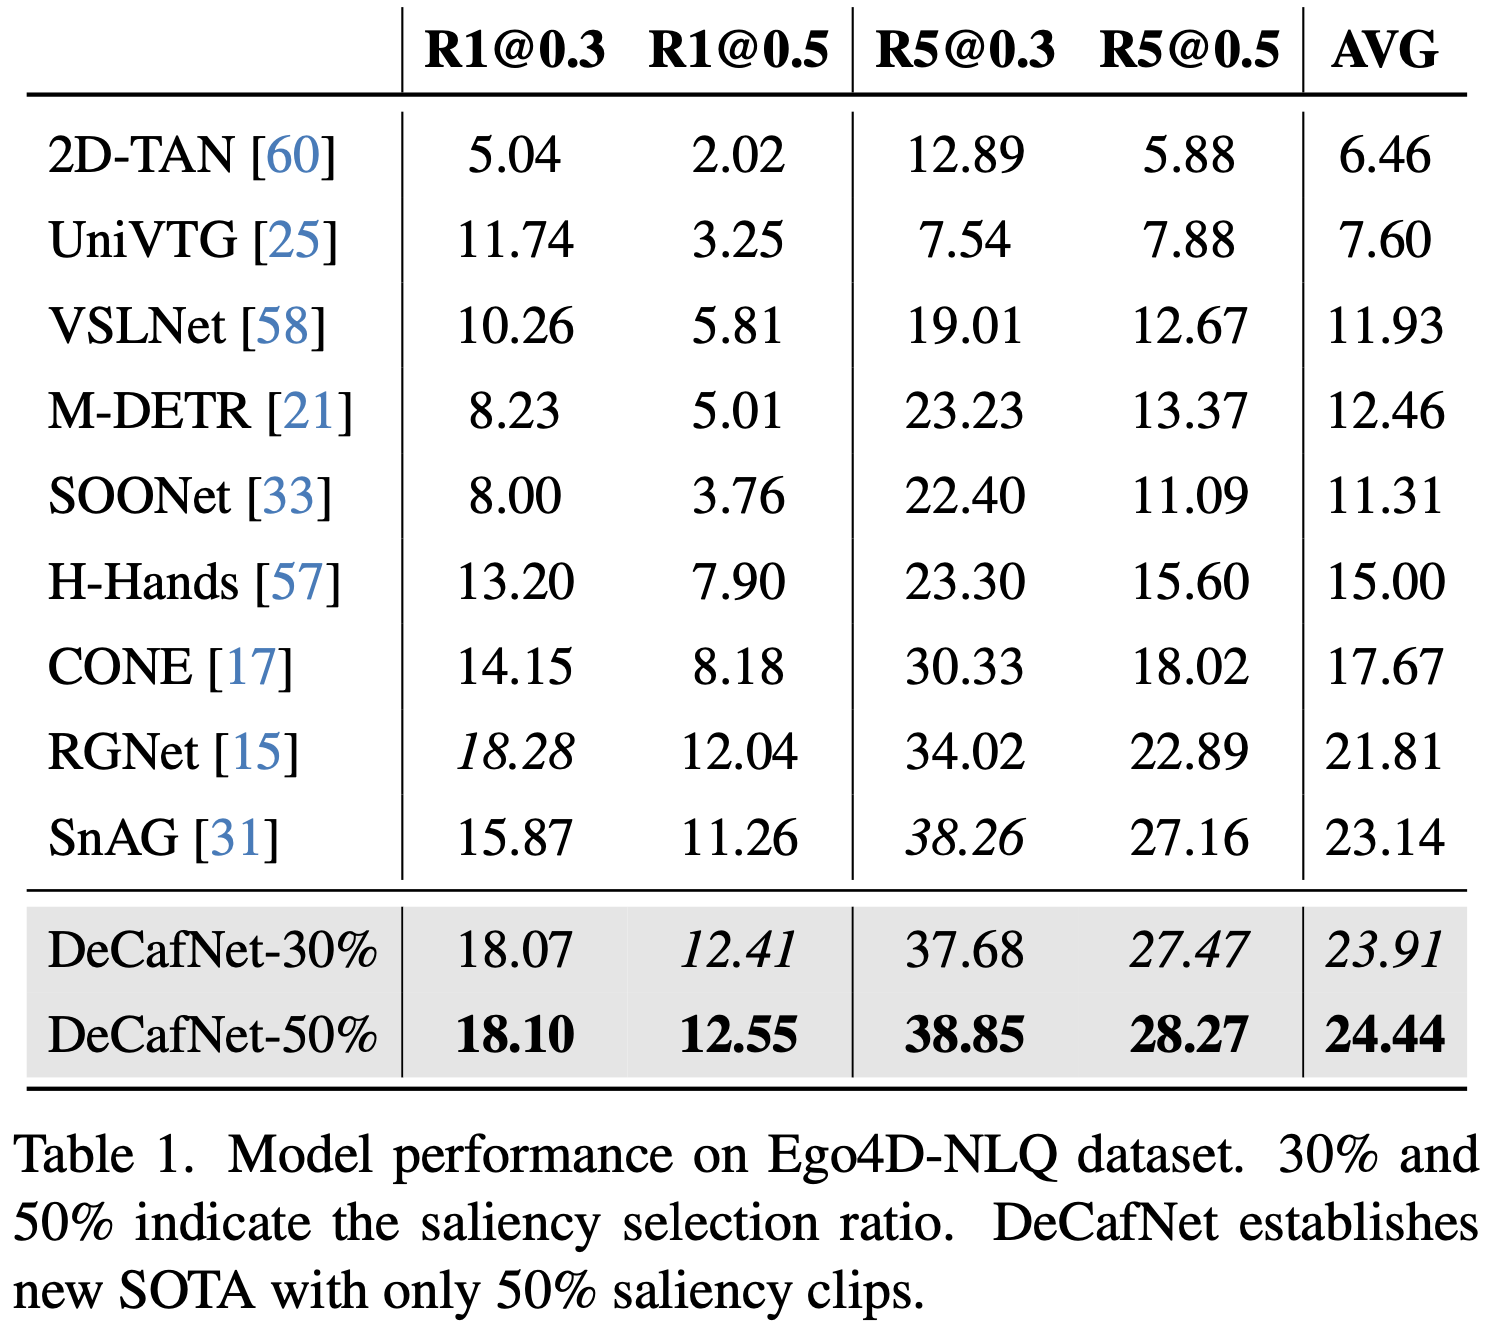 R1@0.3 R1@0.5 R5@0.3 R5@0.5 AVG
2D-TAN [60] 5.04 2.02 12.89 5.88 6.46
UniVTG [25] 11.74 3.25 7.54 7.88 7.60
VSLNet [58] 10.26 5.81 19.01 12.67 11.93
M-DETR [21] 8.23 5.01 23.23 13.37 12.46
SOONet [33] 8.00 3.76 22.40 11.09 11.31
H-Hands [57] 13.20 7.90 23.30 15.60 15.00
CONE [17] 14.15 8.18 30.33 18.02 17.67
RGNet [15] 18.28 12.04 34.02 22.89 21.81
SnAG [31] 15.87 11.26 38.26 27.16 23.14
DeCafNet-30% 18.07 12.41 37.68 27.47 23.91
DeCafNet-50% 18.10 12.55 38.85 28.27 24.44
Table 1. Model performance on Ego4D-NLQ dataset. 30% and
50% indicate the saliency selection ratio. DeCafNet establishes
new SOTA with only 50% saliency clips.